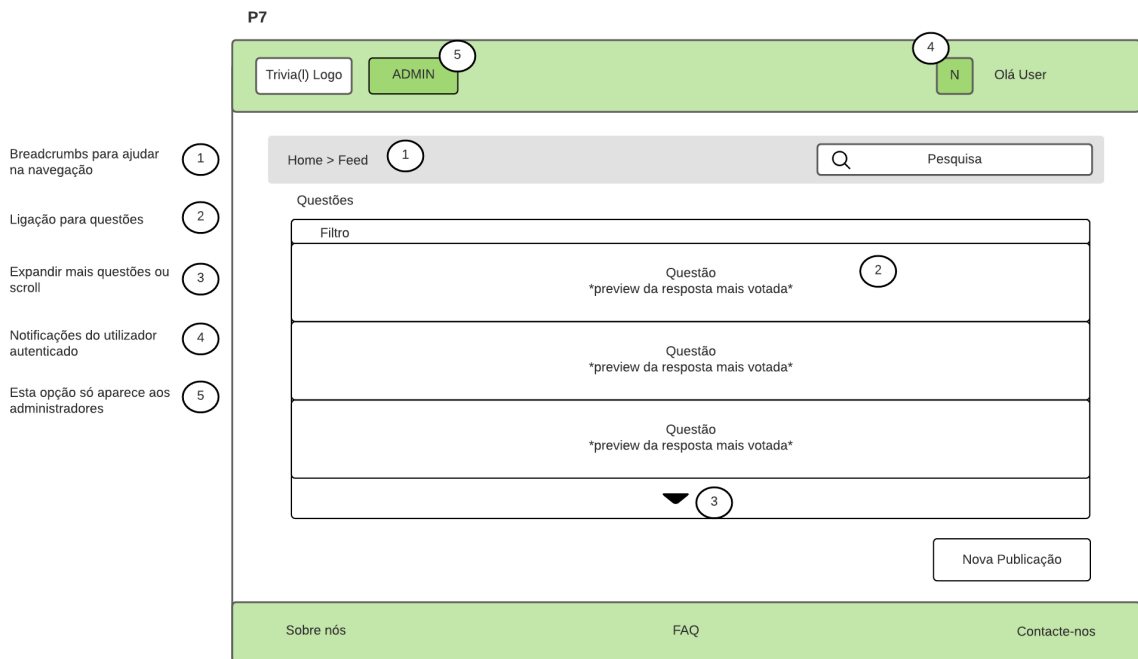 P7
Trivia(l) Logo
ADMIN
5
4
N
Olá User
Breadcrumbs para ajudar
na navegação
1
Ligação para questões
2
Expandir mais questões ou
scroll
3
Notificações do utilizador
autenticado
4
Esta opção só aparece aos
administradores
5
Home > Feed
1
Pesquisa
Questões
Filtro
Questão
*preview da resposta mais votada*
2
Questão
*preview da resposta mais votada*
Questão
*preview da resposta mais votada*
3
Nova Publicação
Sobre nós
FAQ
Contacte-nos